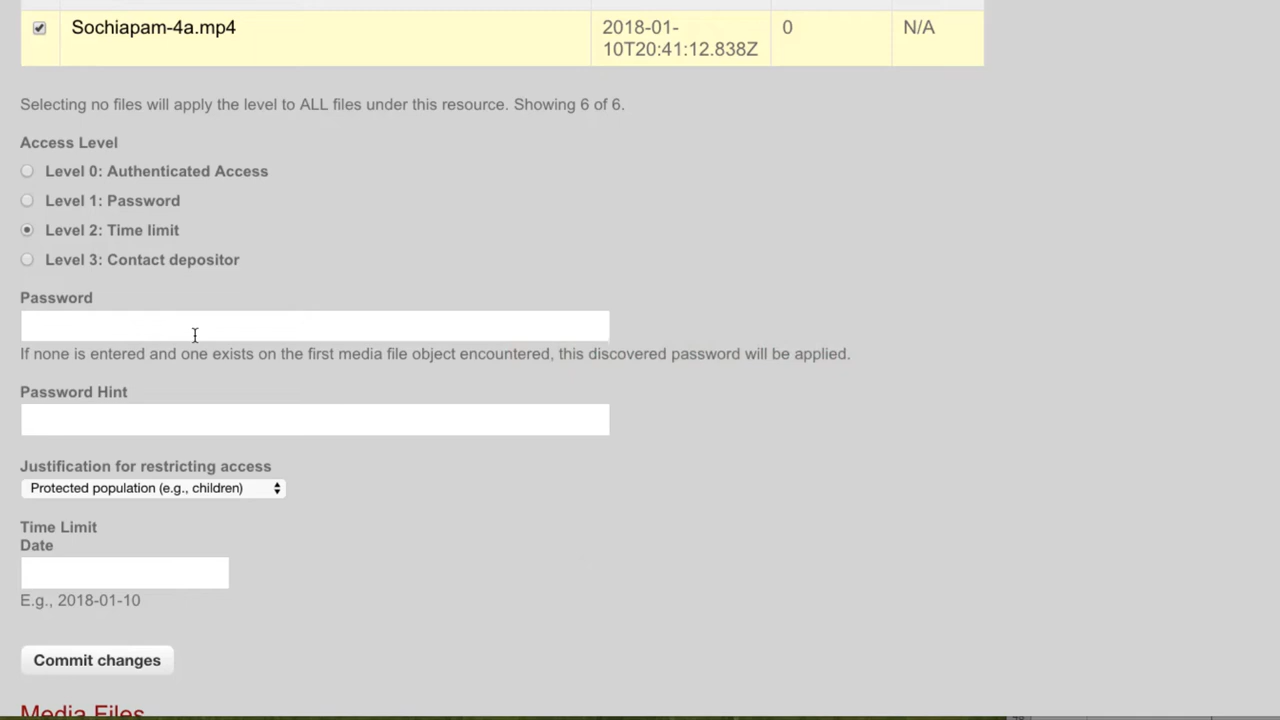 Sochiapam-4a.mp4
2018-01-
10T20:41:12.838Z
0
N/A
Selecting no files will apply the level to ALL files under this resource. Showing 6 of 6.
Access Level
Level 0: Authenticated Access
Level 1: Password
Level 2: Time limit
Level 3: Contact depositor
Password
If none is entered and one exists on the first media file object encountered, this discovered password will be applied.
Password Hint
Justification for restricting access
Protected population (e.g., children)
Time Limit
Date
E.g., 2018-01-10
Commit changes
Media Files